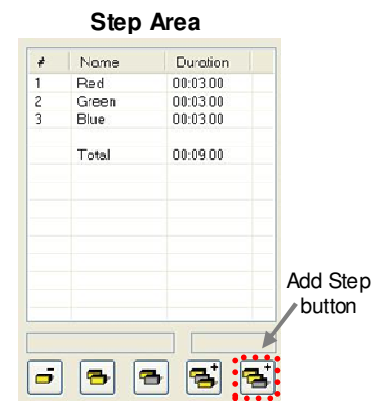 Step Area
# Name Duration
1 Red 00:03.00
2 Green 00:03.00
3 Blue 00:03.00
Total 00:09.00
Add Step
button